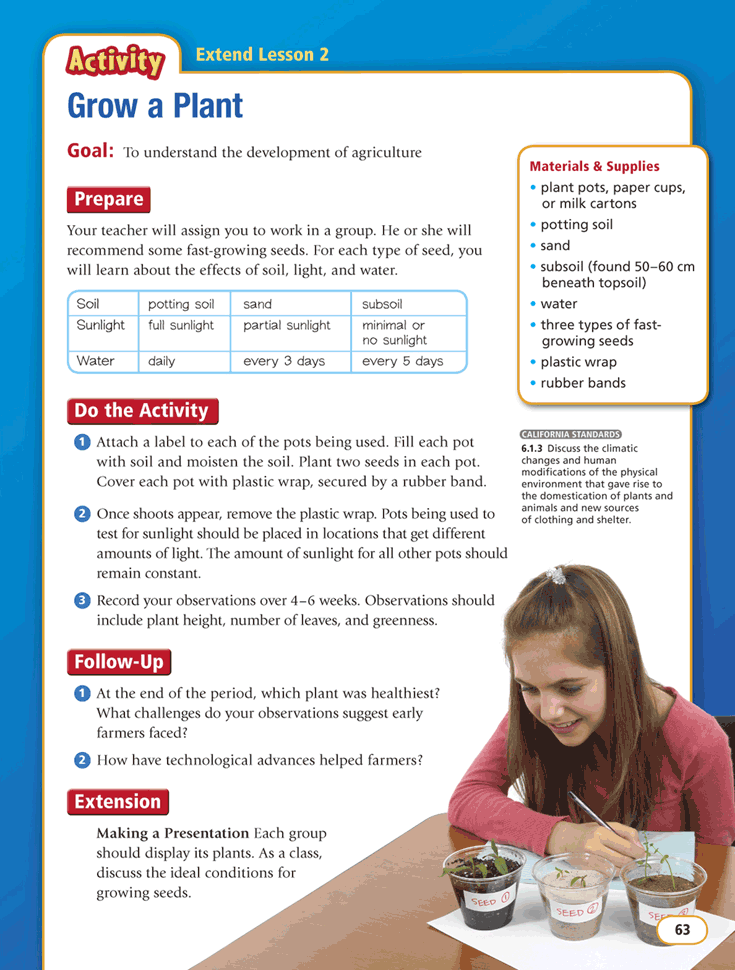 Activity
Extend Lesson 2
Grow a Plant
Goal: To understand the development of agriculture
Prepare
Your teacher will assign you to work in a group. He or she will
recommend some fast-growing seeds. For each type of seed, you
will learn about the effects of soil, light, and water.
Soil potting soil sand subsoil
Sunlight full sunlight partial sunlight minimal or
no sunlight
Water daily every 3 days every 5 days
Materials & Supplies
• plant pots, paper cups,
or milk cartons
• potting soil
• sand
• subsoil (found 50–60 cm
beneath topsoil)
• water
• three types of fast-
growing seeds
• plastic wrap
• rubber bands
CALIFORNIA STANDARDS
6.1.3 Discuss the climatic
changes and human
modifications of the physical
environment that gave rise to
the domestication of plants and
animals and new sources
of clothing and shelter.
Do the Activity
1 Attach a label to each of the pots being used. Fill each pot
with soil and moisten the soil. Plant two seeds in each pot.
Cover each pot with plastic wrap, secured by a rubber band.
2 Once shoots appear, remove the plastic wrap. Pots being used to
test for sunlight should be placed in locations that get different
amounts of light. The amount of sunlight for all other pots should
remain constant.
3 Record your observations over 4–6 weeks. Observations should
include plant height, number of leaves, and greenness.
Follow-Up
1 At the end of the period, which plant was healthiest?
What challenges do your observations suggest early
farmers faced?
2 How have technological advances helped farmers?
Extension
Making a Presentation Each group
should display its plants. As a class,
discuss the ideal conditions for
growing seeds.
SEED 1
SEED 2
63